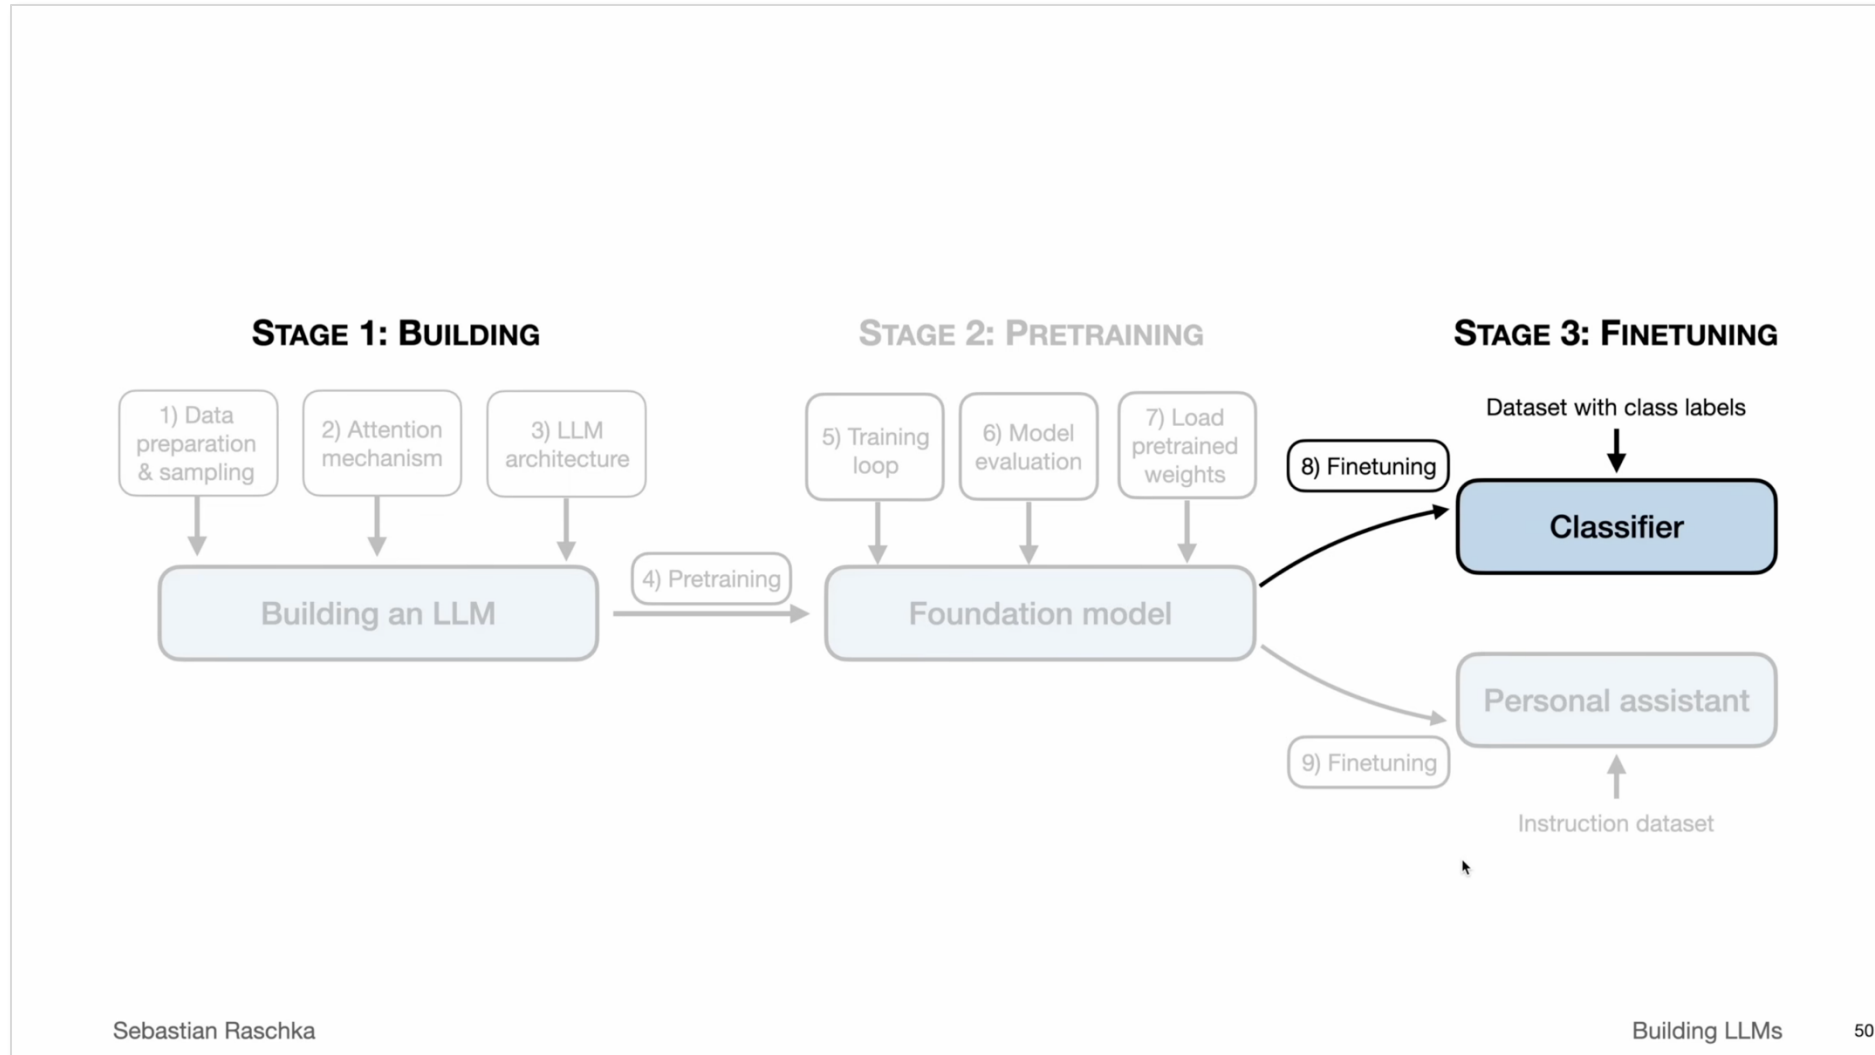 STAGE 1: BUILDING
1) Data
preparation
& sampling
2) Attention
mechanism
3) LLM
architecture
Building an LLM
4) Pretraining
STAGE 2: PRETRAINING
5) Training
loop
6) Model
evaluation
7) Load
pretrained
weights
Foundation model
STAGE 3: FINETUNING
Dataset with class labels
8) Finetuning
Classifier
Personal assistant
9) Finetuning
Instruction dataset
Sebastian Raschka
Building LLMs
50